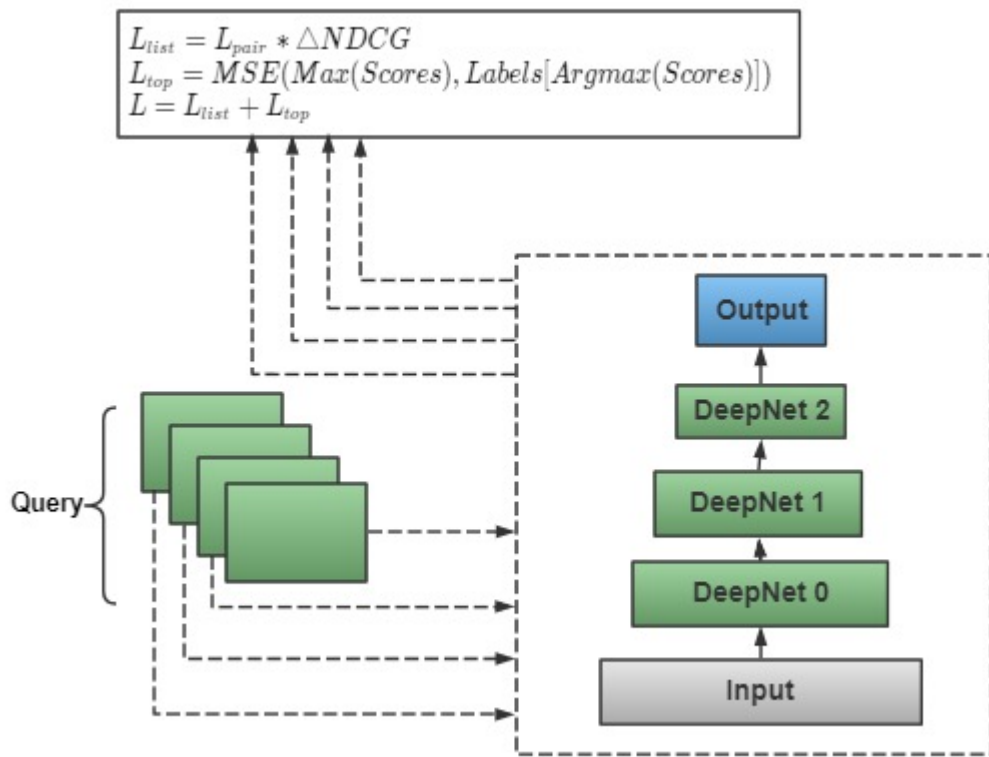 L_list = L_pair * △NDCG
L_top = MSE(Max(Scores), Labels[Argmax(Scores)])
L = L_list + L_top
Output
DeepNet 2
DeepNet 1
DeepNet 0
Input
Query